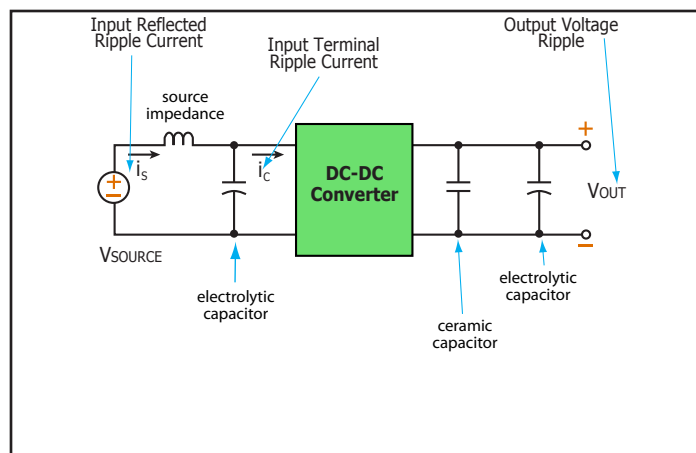 Input Reflected
Ripple Current
Input Terminal
Ripple Current
Output Voltage
Ripple
source
impedance
+
iS
iC
DC-DC
Converter
+
−
VOUT
VSOURCE
−
electrolytic
capacitor
ceramic
capacitor
electrolytic
capacitor